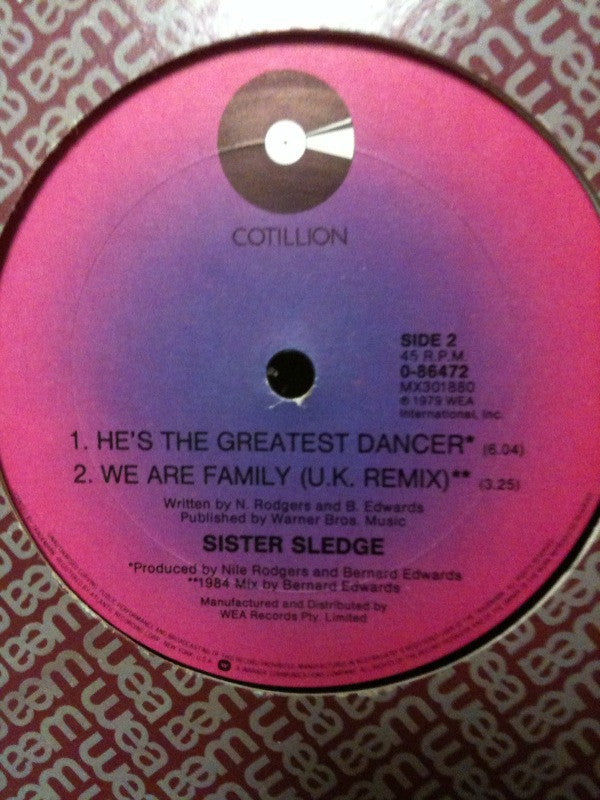 COTILLION
SIDE 2
45 R.P.M.
0-86472
MX301880
℗ 1979 WEA
International, Inc.
1. HE'S THE GREATEST DANCER* (6.04)
2. WE ARE FAMILY (U.K. REMIX)** (3.25)
Written by N. Rodgers and B. Edwards
Published by Warner Bros. Music
SISTER SLEDGE
*Produced by Nile Rodgers and Bernard Edwards
**1984 Mix by Bernard Edwards
Manufactured and Distributed by
WEA Records Pty. Limited
wea